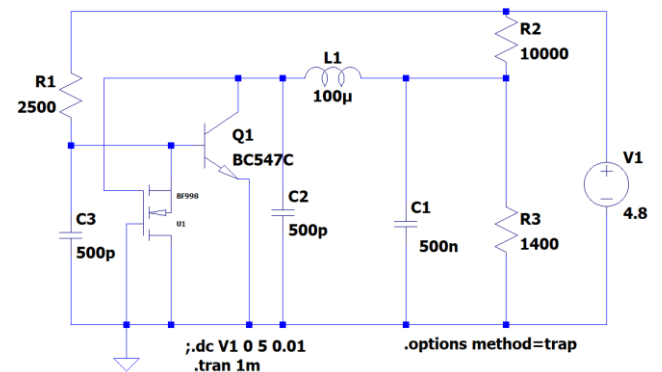 R2
10000
L1
100µ
R1
2500
Q1
BC547C
BF998
U1
V1
4.8
C3
500p
C2
500p
C1
500n
R3
1400
;.dc V1 0 5 0.01
.tran 1m
.options method=trap